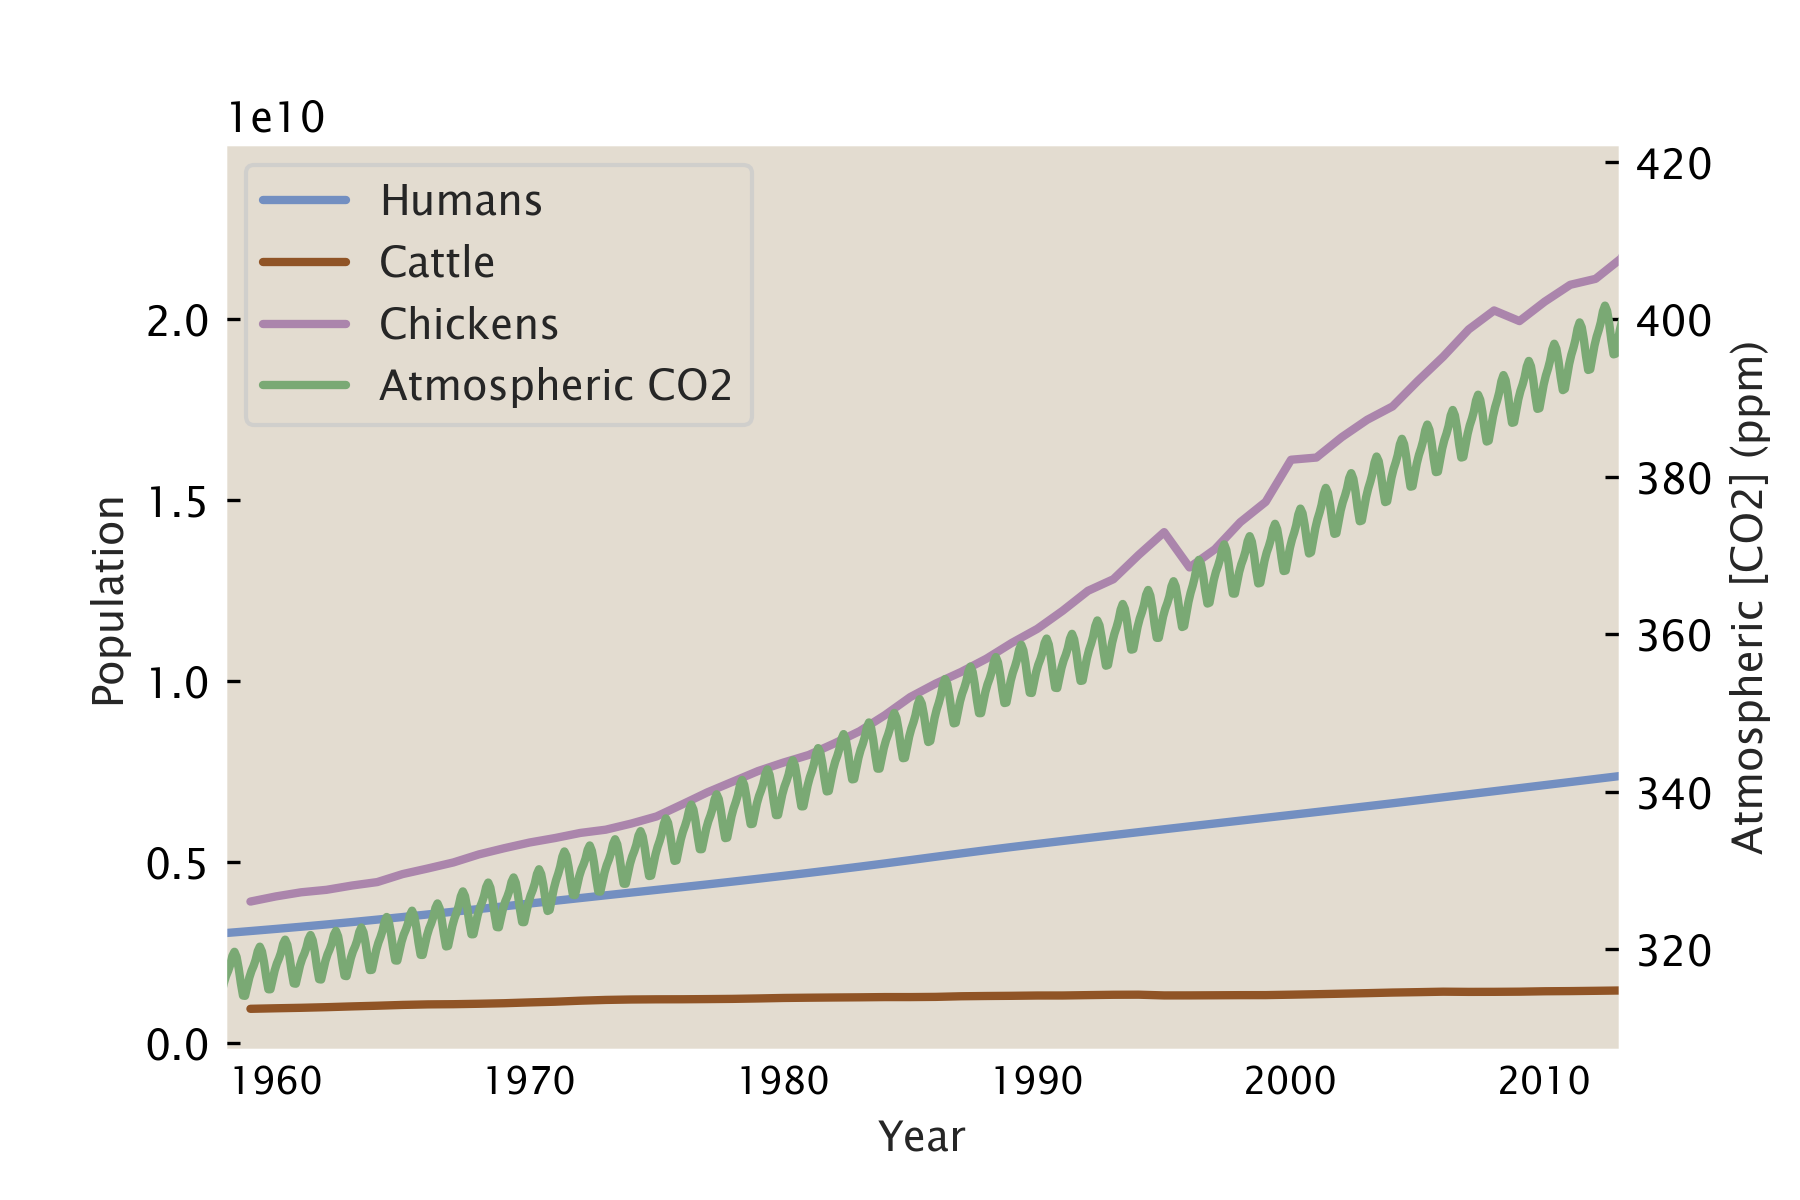 1e10
Humans
Cattle
Chickens
Atmospheric CO2
2.0
1.5
1.0
0.5
0.0
Population
420
400
380
360
340
320
Atmospheric [CO2] (ppm)
1960 1970 1980 1990 2000 2010
Year